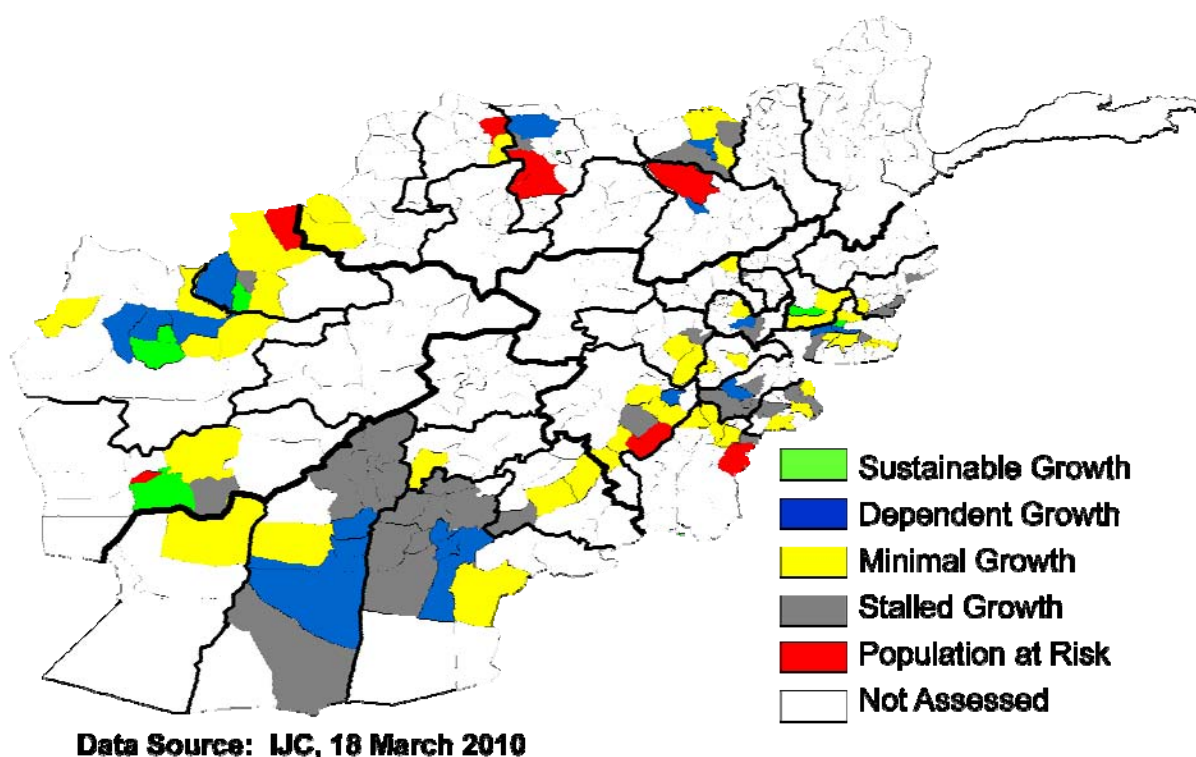 Sustainable Growth
Dependent Growth
Minimal Growth
Stalled Growth
Population at Risk
Not Assessed
Data Source: IJC, 18 March 2010